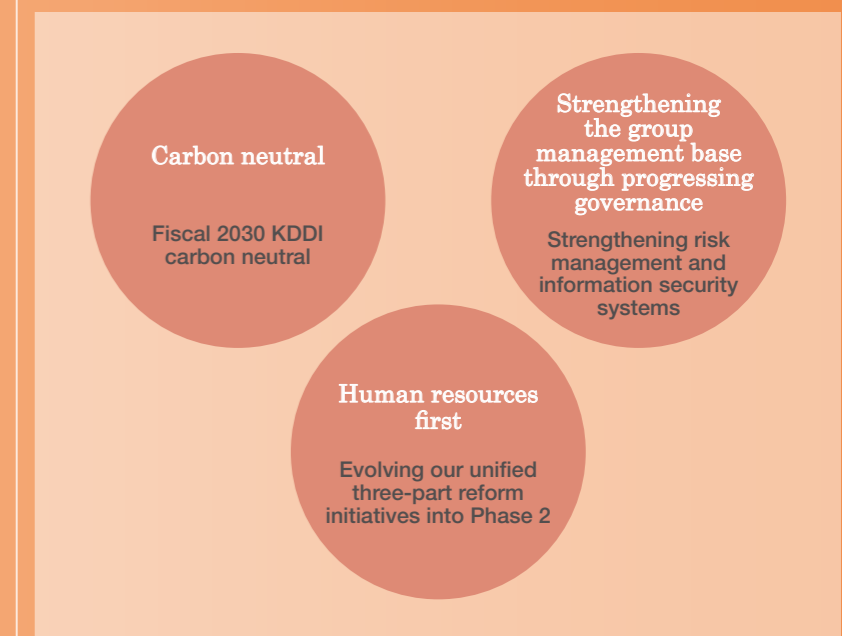 Carbon neutral
Fiscal 2030 KDDI
carbon neutral
Strengthening
the group
management base
through progressing
governance
Strengthening risk
management and
information security
systems
Human resources
first
Evolving our unified
three-part reform
initiatives into Phase 2